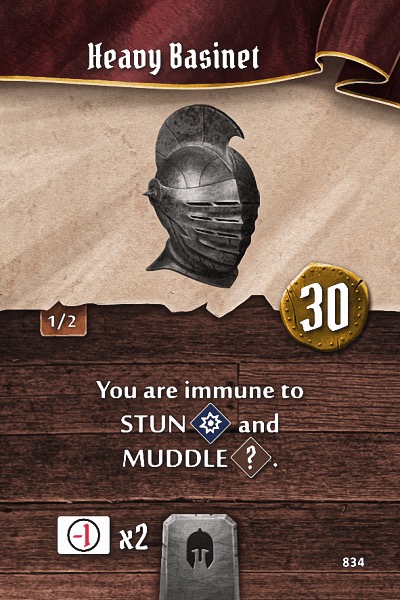 Heavy Basinet
30
1/2
You are immune to
STUN and
MUDDLE ?.
-1 x2
834